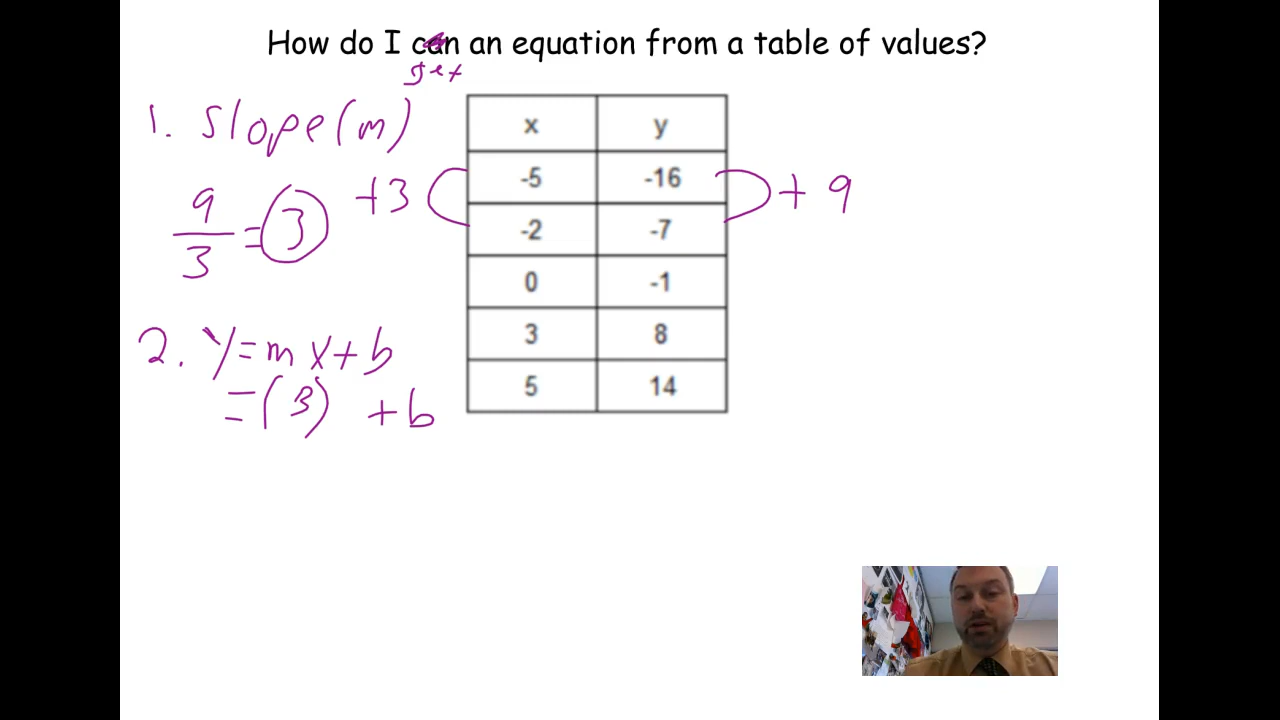 How do I can an equation from a table of values?
get
1. Slope (m)
x y
-5 -16
-2 -7
0 -1
3 8
5 14
+3
+ 9
9/3 = 3
2. y = mx + b
= (3) + b